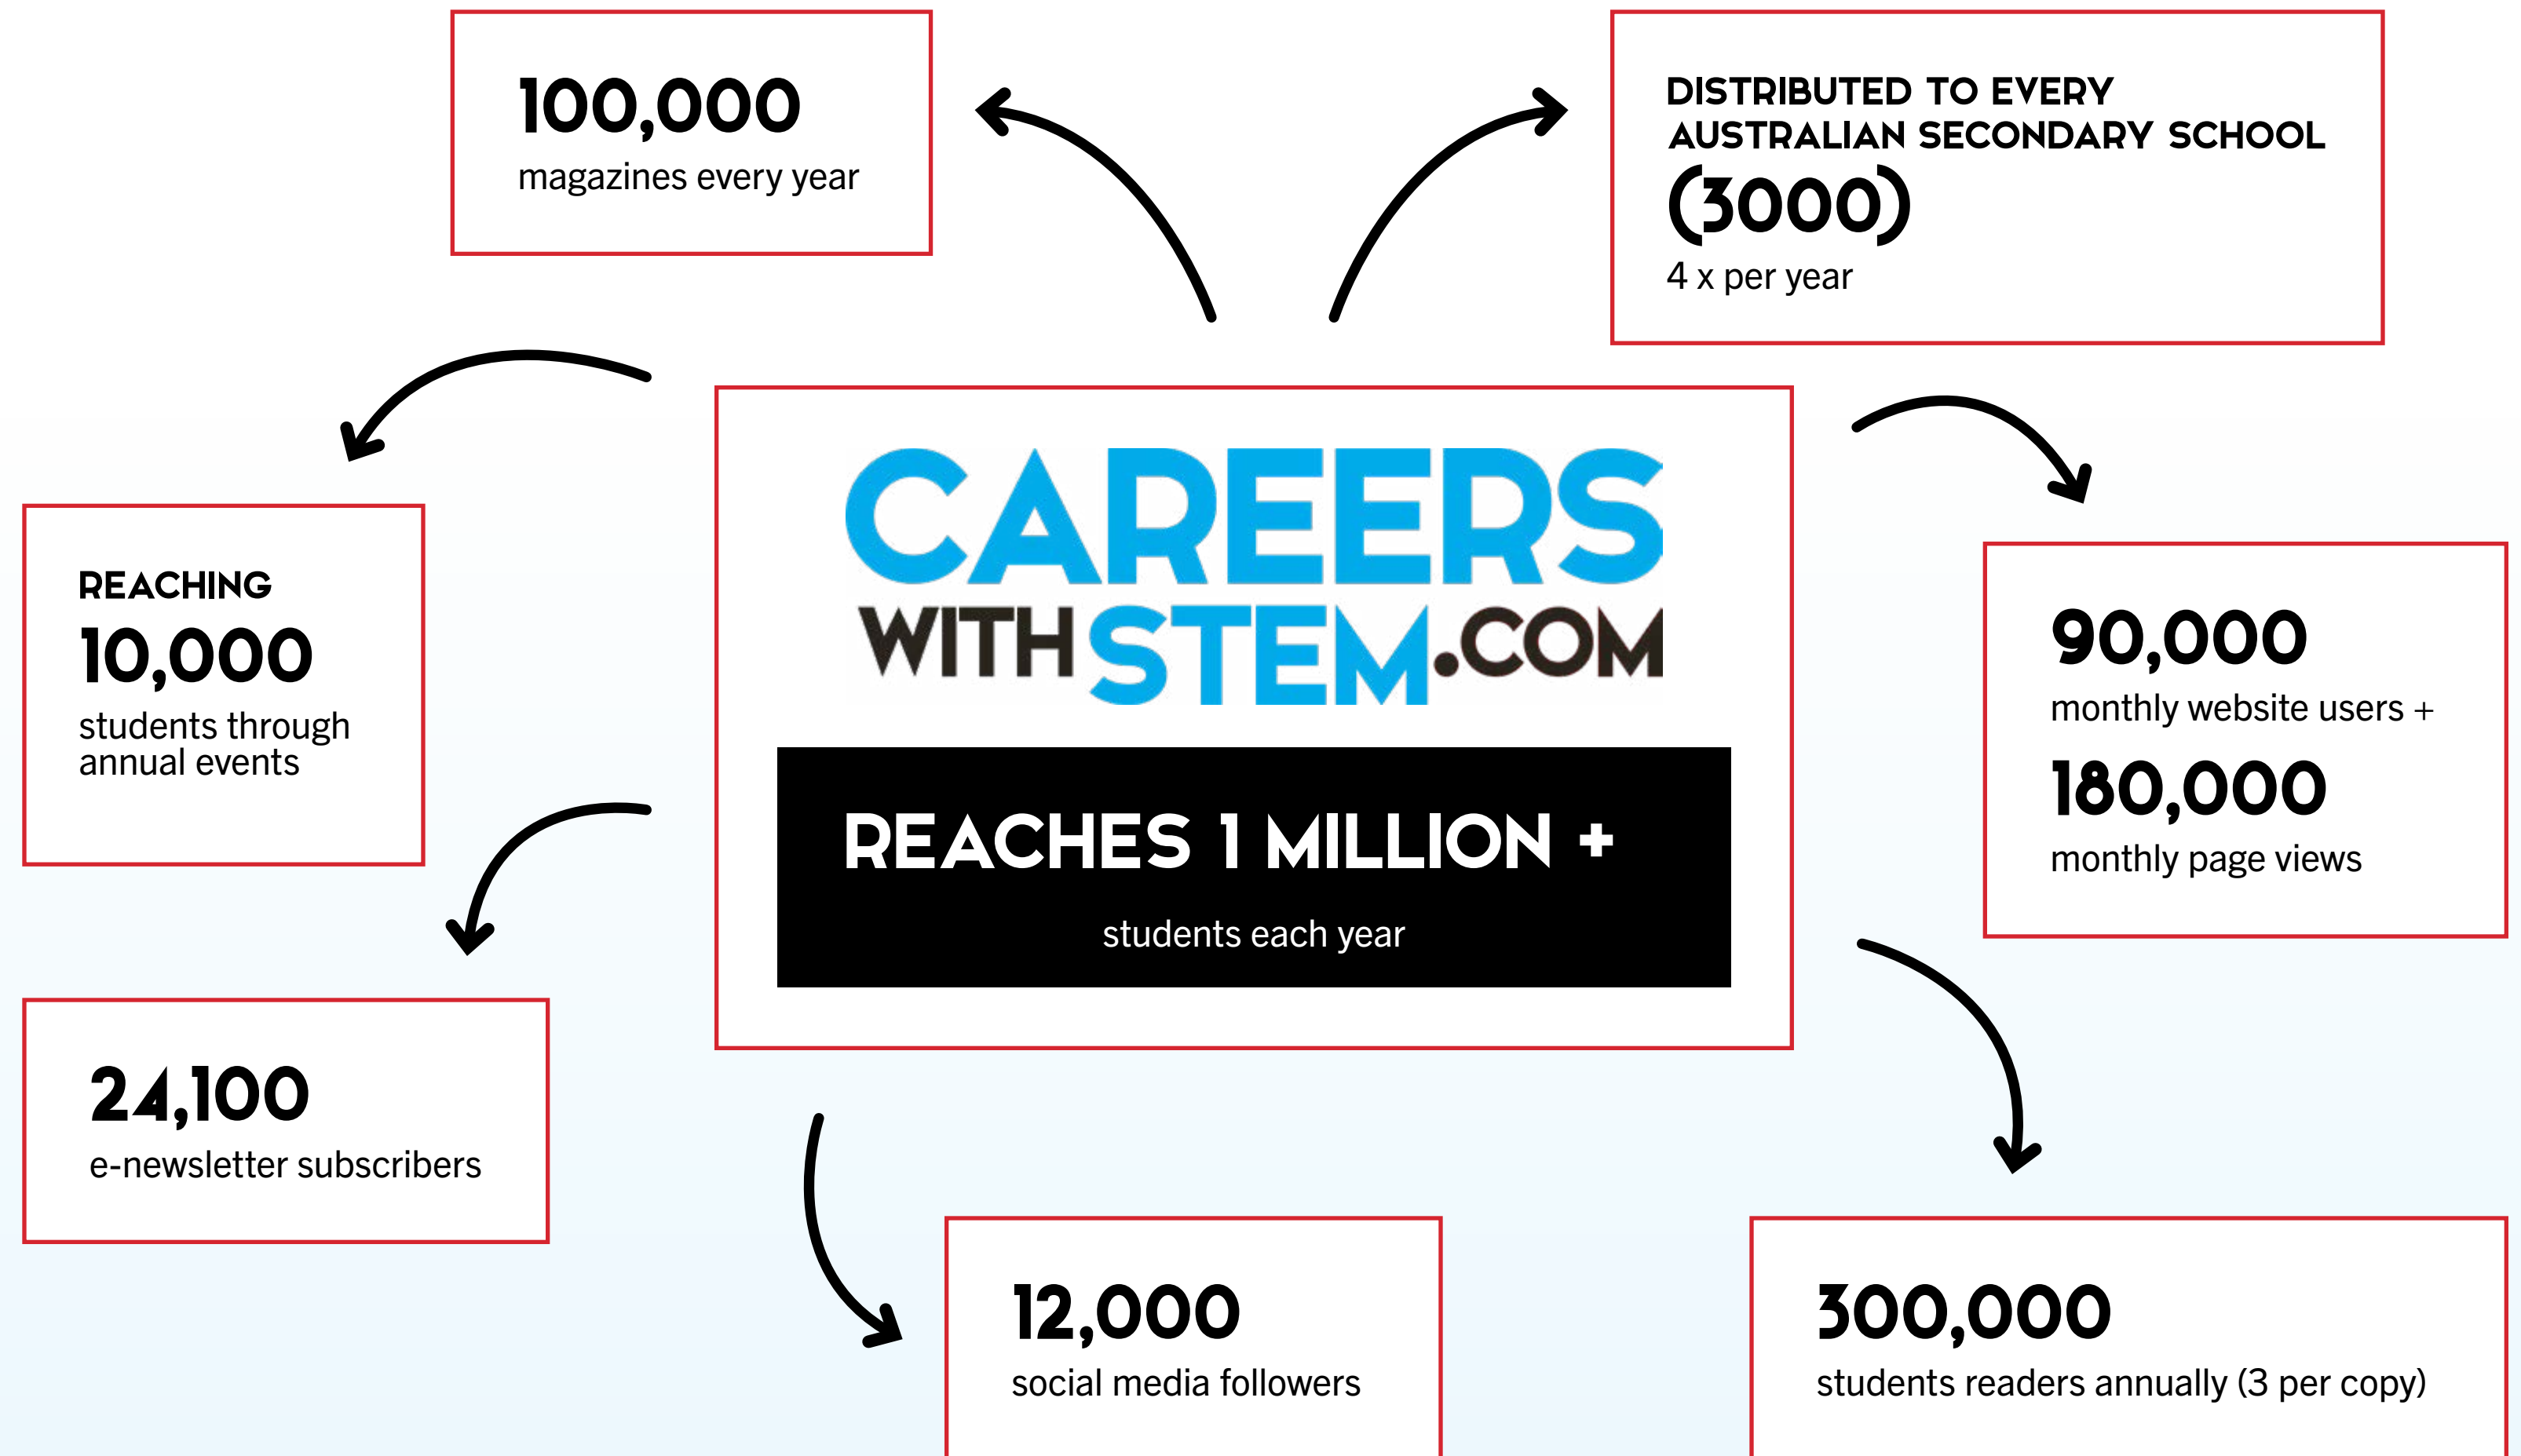 100,000
magazines every year
DISTRIBUTED TO EVERY
AUSTRALIAN SECONDARY SCHOOL
(3000)
4 x per year
REACHING
10,000
students through
annual events
CAREERS
WITH STEM.COM
REACHES 1 MILLION +
students each year
90,000
monthly website users +
180,000
monthly page views
24,100
e-newsletter subscribers
12,000
social media followers
300,000
students readers annually (3 per copy)